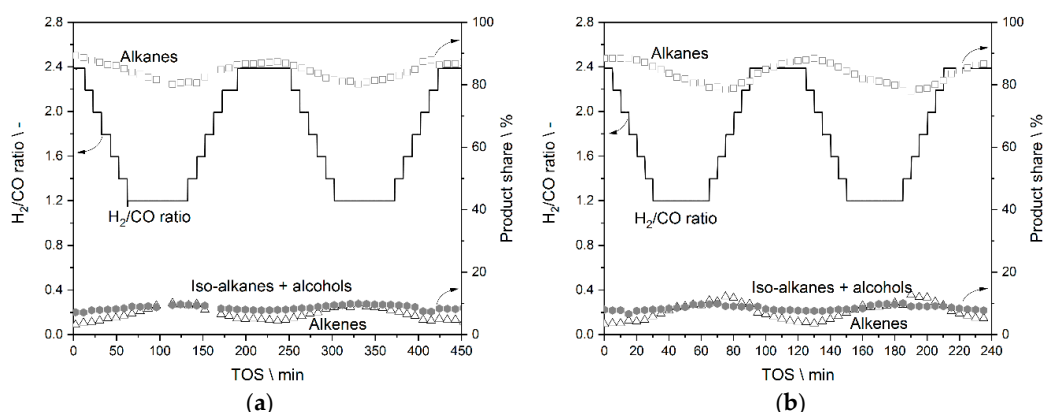 2.8
2.4
2.0
1.6
1.2
0.8
0.4
0.0
H₂/CO ratio \ -
100
80
60
40
20
0
Product share \ %
Alkanes
H₂/CO ratio
Iso-alkanes + alcohols
Alkenes
0 50 100 150 200 250 300 350 400 450
TOS \ min
(a)
2.8
2.4
2.0
1.6
1.2
0.8
0.4
0.0
H₂/CO ratio \ -
100
80
60
40
20
0
Product share \ %
Alkanes
H₂/CO ratio
Iso-alkanes + alcohols
Alkenes
0 20 40 60 80 100 120 140 160 180 200 220 240
TOS \ min
(b)